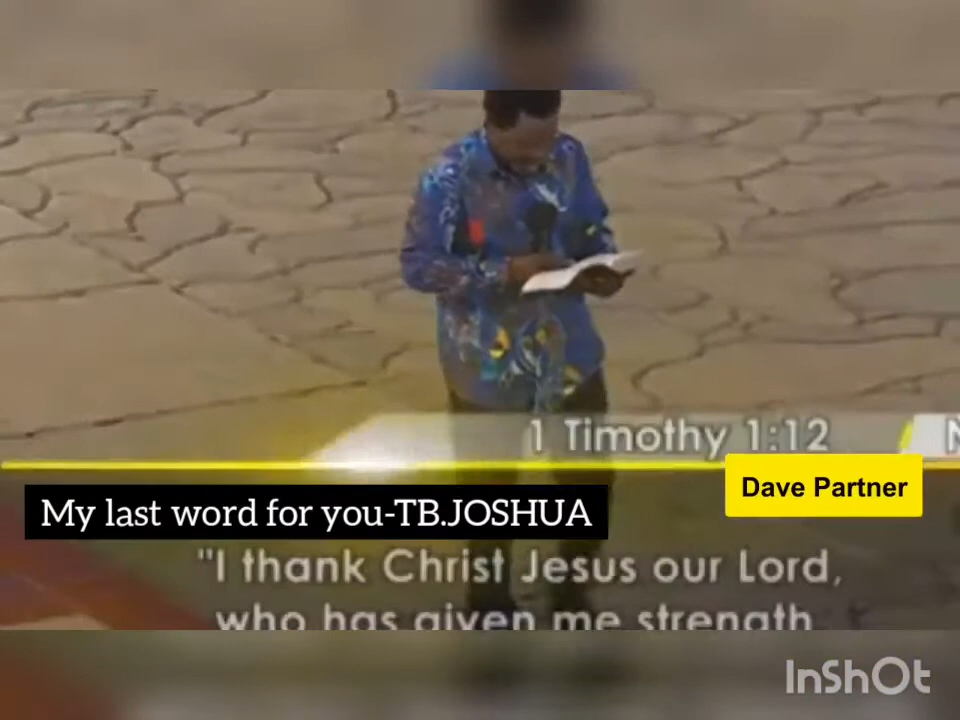 1 Timothy 1:12
Dave Partner
My last word for you-TB.JOSHUA
"I thank Christ Jesus our Lord,
who has given me strength,
InShOt